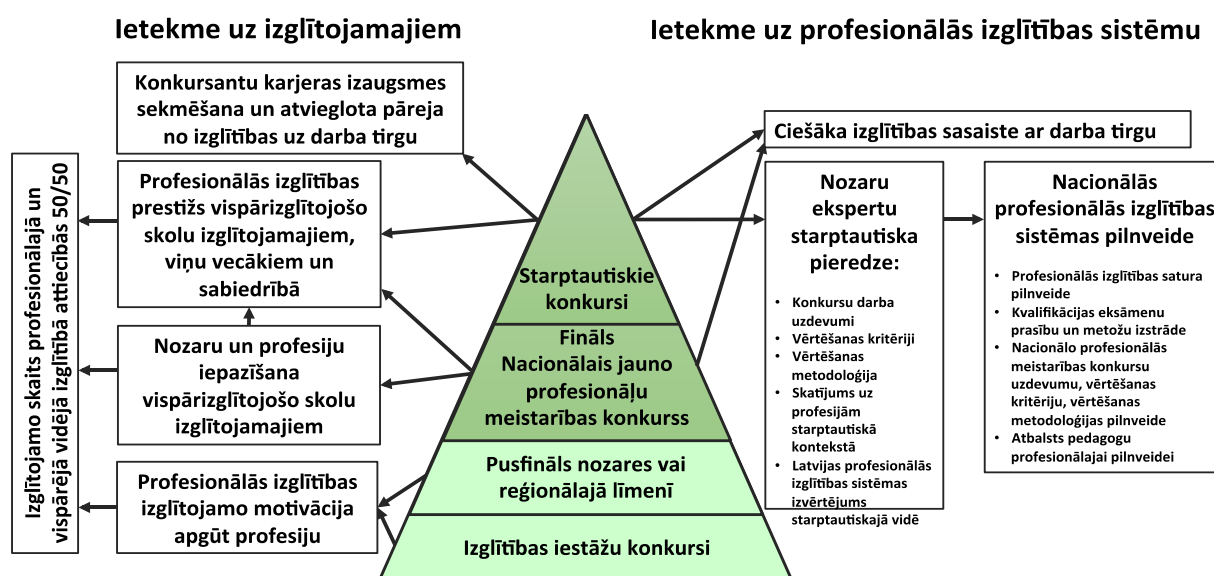 Ietekme uz izglītojamajiem
Ietekme uz profesionālās izglītības sistēmu
Konkursantu karjeras izaugsmes
sekmēšana un atvieglota pāreja
no izglītības uz darba tirgu
Izglītojamo skaits profesionālajā un
vispārējā vidējā izglītībā attiecībās 50/50
Profesionālās izglītības
prestižs vispārizglītojošo
skolu izglītojamajiem,
viņu vecākiem un
sabiedrībā
Nozaru un profesiju
iepazīšana
vispārizglītojošo skolu
izglītojamajiem
Profesionālās izglītības
izglītojamo motivācija
apgūt profesiju
Starptautiskie
konkursi
Fināls
Nacionālais jauno
profesionāļu
meistarības konkurss
Pusfināls nozares vai
reģionālajā līmenī
Izglītības iestāžu konkursi
Ciešāka izglītības sasaiste ar darba tirgu
Nozaru
ekspertu
starptautiska
pieredze:
• Konkursu darba
uzdevumi
• Vērtēšanas kritēriji
• Vērtēšanas
metodoloģija
• Skatījums uz
profesijām
starptautiskā
kontekstā
• Latvijas profesionālās
izglītības sistēmas
izvērtējums
starptautiskajā vidē
Nacionālās
profesionālās izglītības
sistēmas pilnveide
• Profesionālās izglītības satura
pilnveide
• Kvalifikācijas eksāmenu
prasību un metožu izstrāde
• Nacionālo profesionālās
meistarības konkursu
uzdevumu, vērtēšanas
kritēriju, vērtēšanas
metodoloģijas pilnveide
• Atbalsts pedagogu
profesionālajai pilnveidei